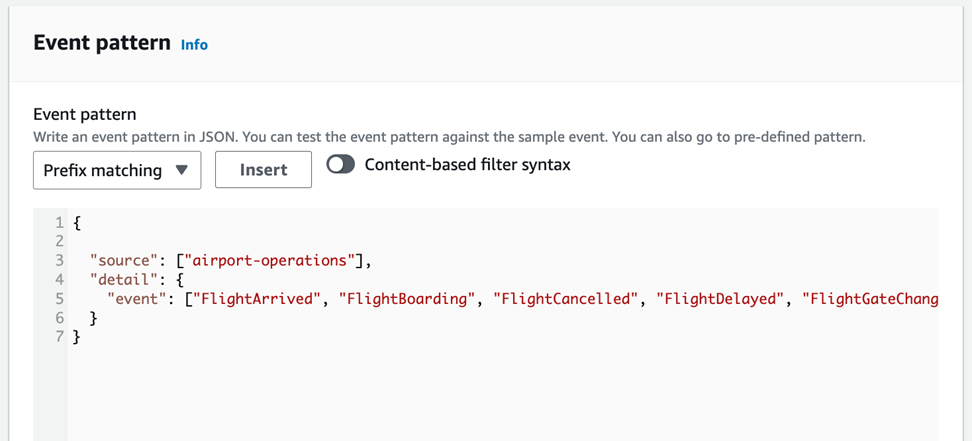 Event pattern Info
Event pattern
Write an event pattern in JSON. You can test the event pattern against the sample event. You can also go to pre-defined pattern.
Prefix matching Insert Content-based filter syntax
1 {
2
3 "source": ["airport-operations"],
4 "detail": {
5 "event": ["FlightArrived", "FlightBoarding", "FlightCancelled", "FlightDelayed", "FlightGateChang
6 }
7 }